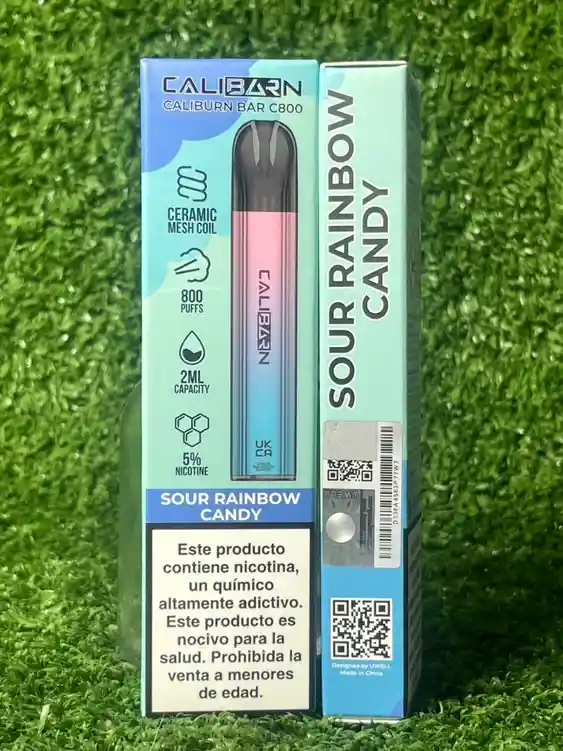 CALIBARN
CALIBURN BAR C800
CERAMIC
MESH COIL
800
PUFFS
2ML
CAPACITY
5%
NICOTINE
CALIBARN
UK
CA
SOUR RAINBOW
CANDY
Este producto
contiene nicotina,
un químico
altamente adictivo.
Este producto es
nocivo para la
salud. Prohibida la
venta a menores
de edad.
SOUR RAINBOW
CANDY
Designed by UWELL
Made in China